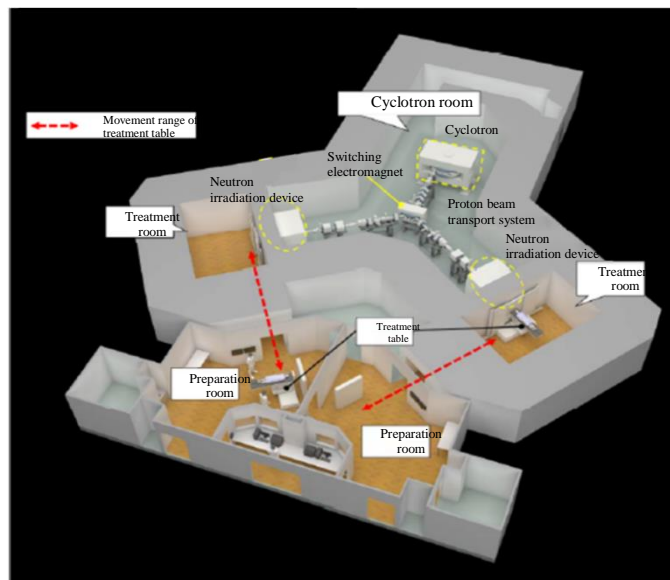 Cyclotron room
Movement range of
treatment table
Cyclotron
Switching
electromagnet
Neutron
irradiation device
Proton beam
transport system
Treatment
room
Neutron
irradiation device
Treatment
room
Treatment
table
Preparation
room
Preparation
room